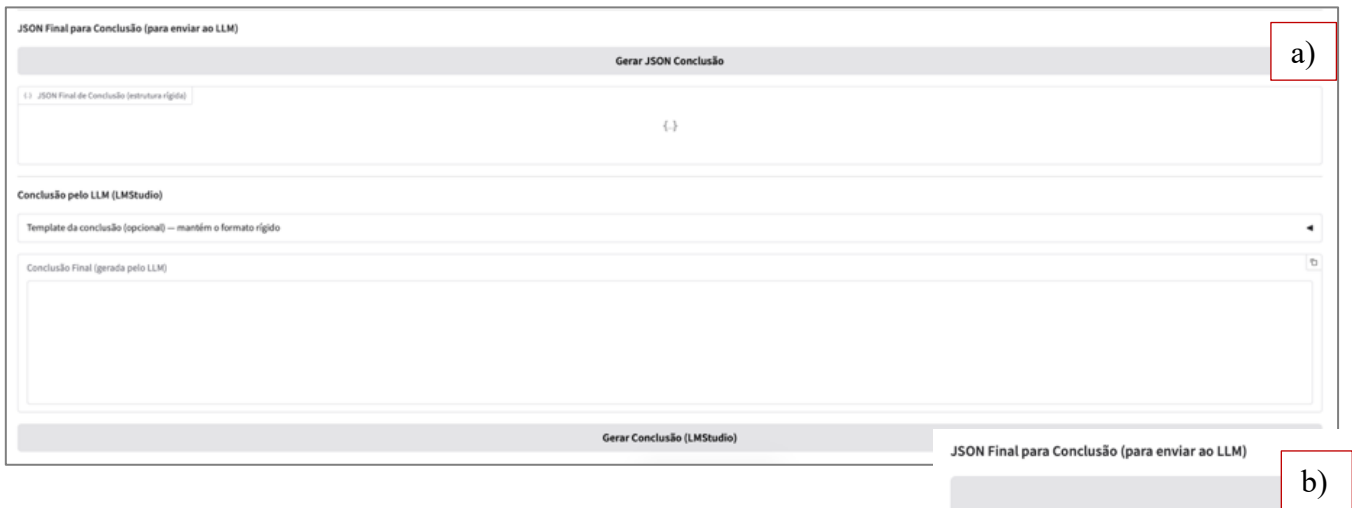 JSON Final para Conclusão (para enviar ao LLM)
Gerar JSON Conclusão
a)
{} JSON Final de Conclusão (estrutura rígida)
{..}
Conclusão pelo LLM (LMStudio)
Template da conclusão (opcional) — mantém o formato rígido
Conclusão Final (gerada pelo LLM)
Gerar Conclusão (LMStudio)
JSON Final para Conclusão (para enviar ao LLM)
b)